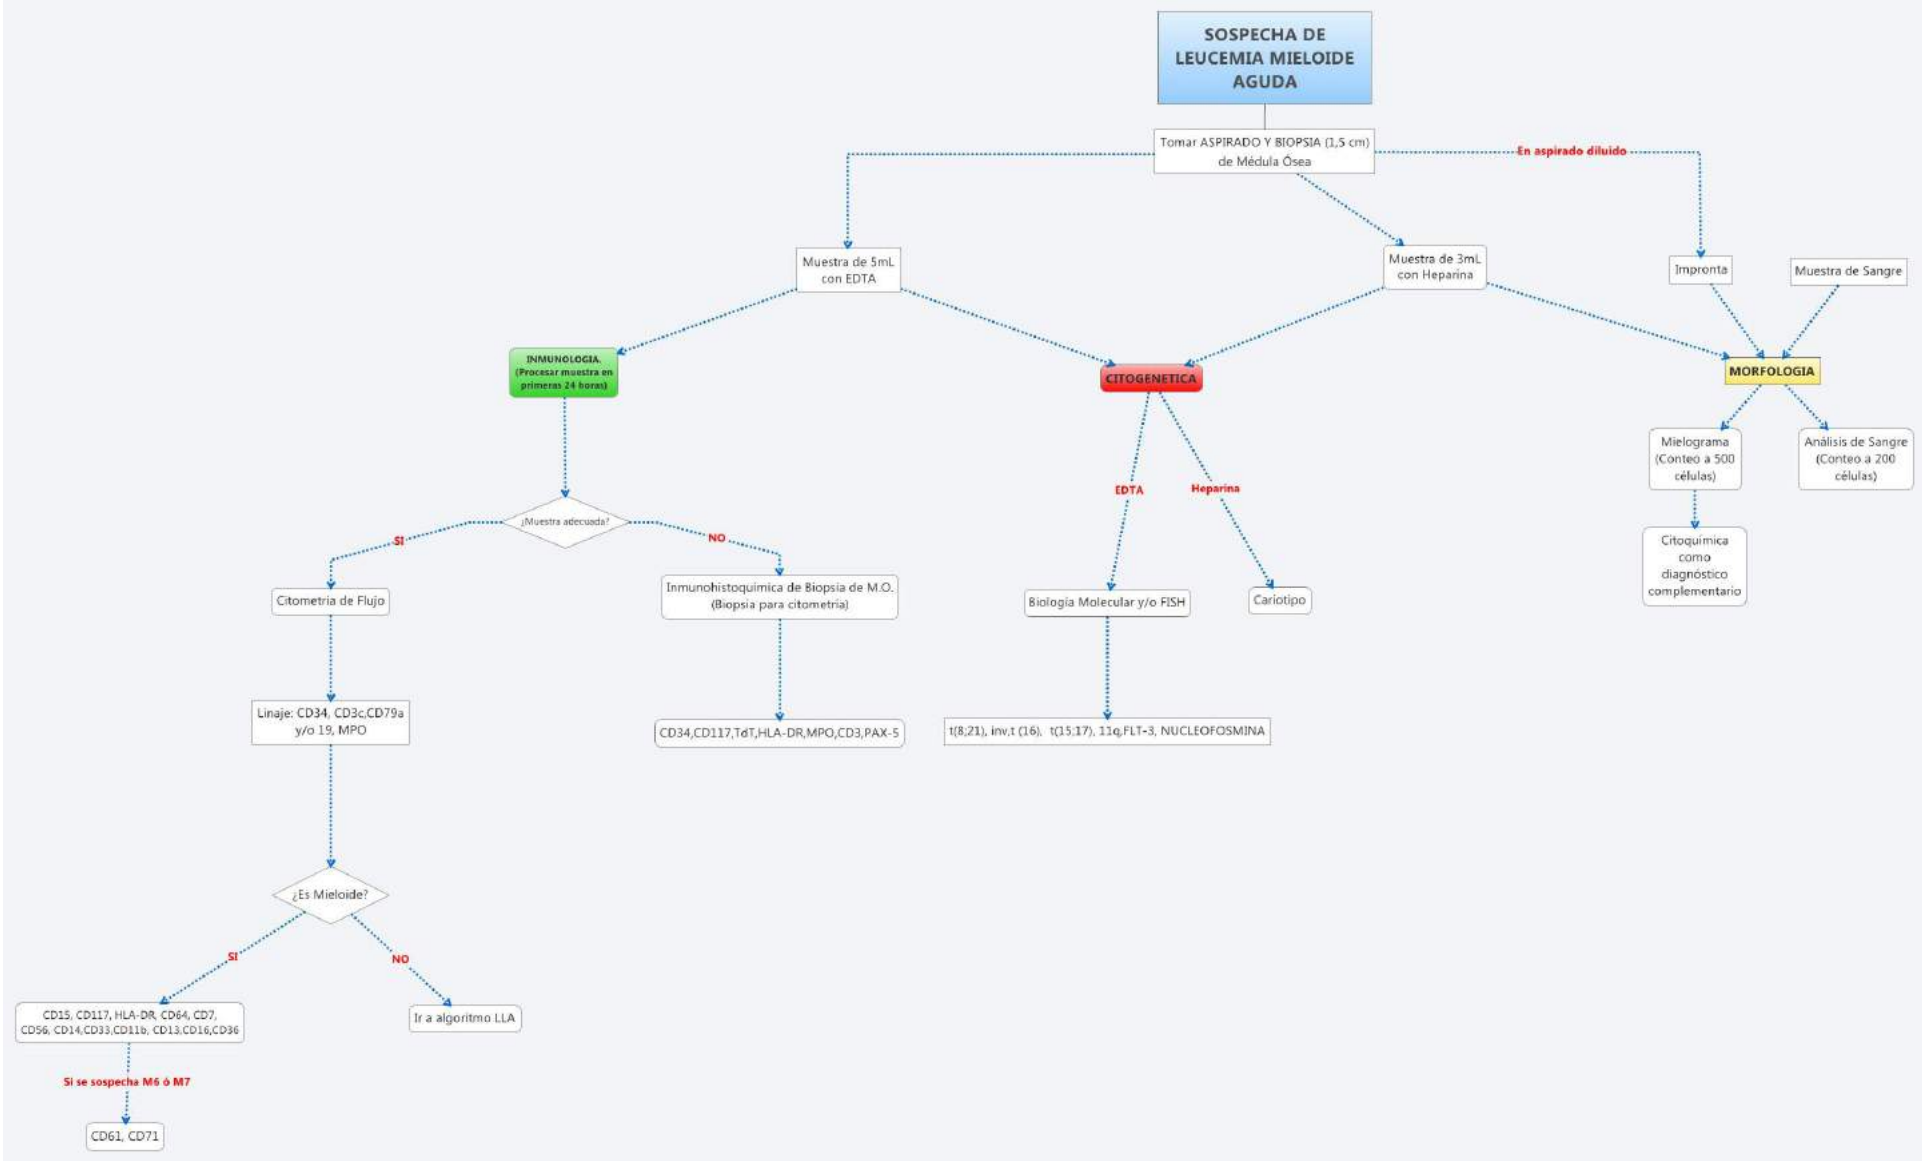 SOSPECHA DE
LEUCEMIA MIELOIDE
AGUDA
Tomar ASPIRADO Y BIOPSIA (1,5 cm)
de Médula Ósea
En aspirado diluido
Muestra de 5mL
con EDTA
Muestra de 3mL
con Heparina
Impronta
Muestra de Sangre
INMUNOLOGIA.
(Procesar muestra en
primeras 24 horas)
CITOGENETICA
MORFOLOGIA
Mielograma
(Conteo a 500
células)
Análisis de Sangre
(Conteo a 200
células)
EDTA
Heparina
¿Muestra adecuada?
SI
NO
Citoquímica
como
diagnóstico
complementario
Citometría de Flujo
Inmunohistoquímica de Biopsia de M.O.
(Biopsia para citometría)
Biología Molecular y/o FISH
Cariotipo
Linaje: CD34, CD3c,CD79a
y/o 19, MPO
CD34,CD117,TdT,HLA-DR,MPO,CD3,PAX-5
t(8;21), inv,t (16), t(15;17), 11q,FLT-3, NUCLEOFOSMINA
¿Es Mieloide?
SI
NO
CD15, CD117, HLA-DR, CD64, CD7,
CD56, CD14,CD33,CD11b, CD13,CD16,CD36
Ir a algoritmo LLA
Si se sospecha M6 ó M7
CD61, CD71